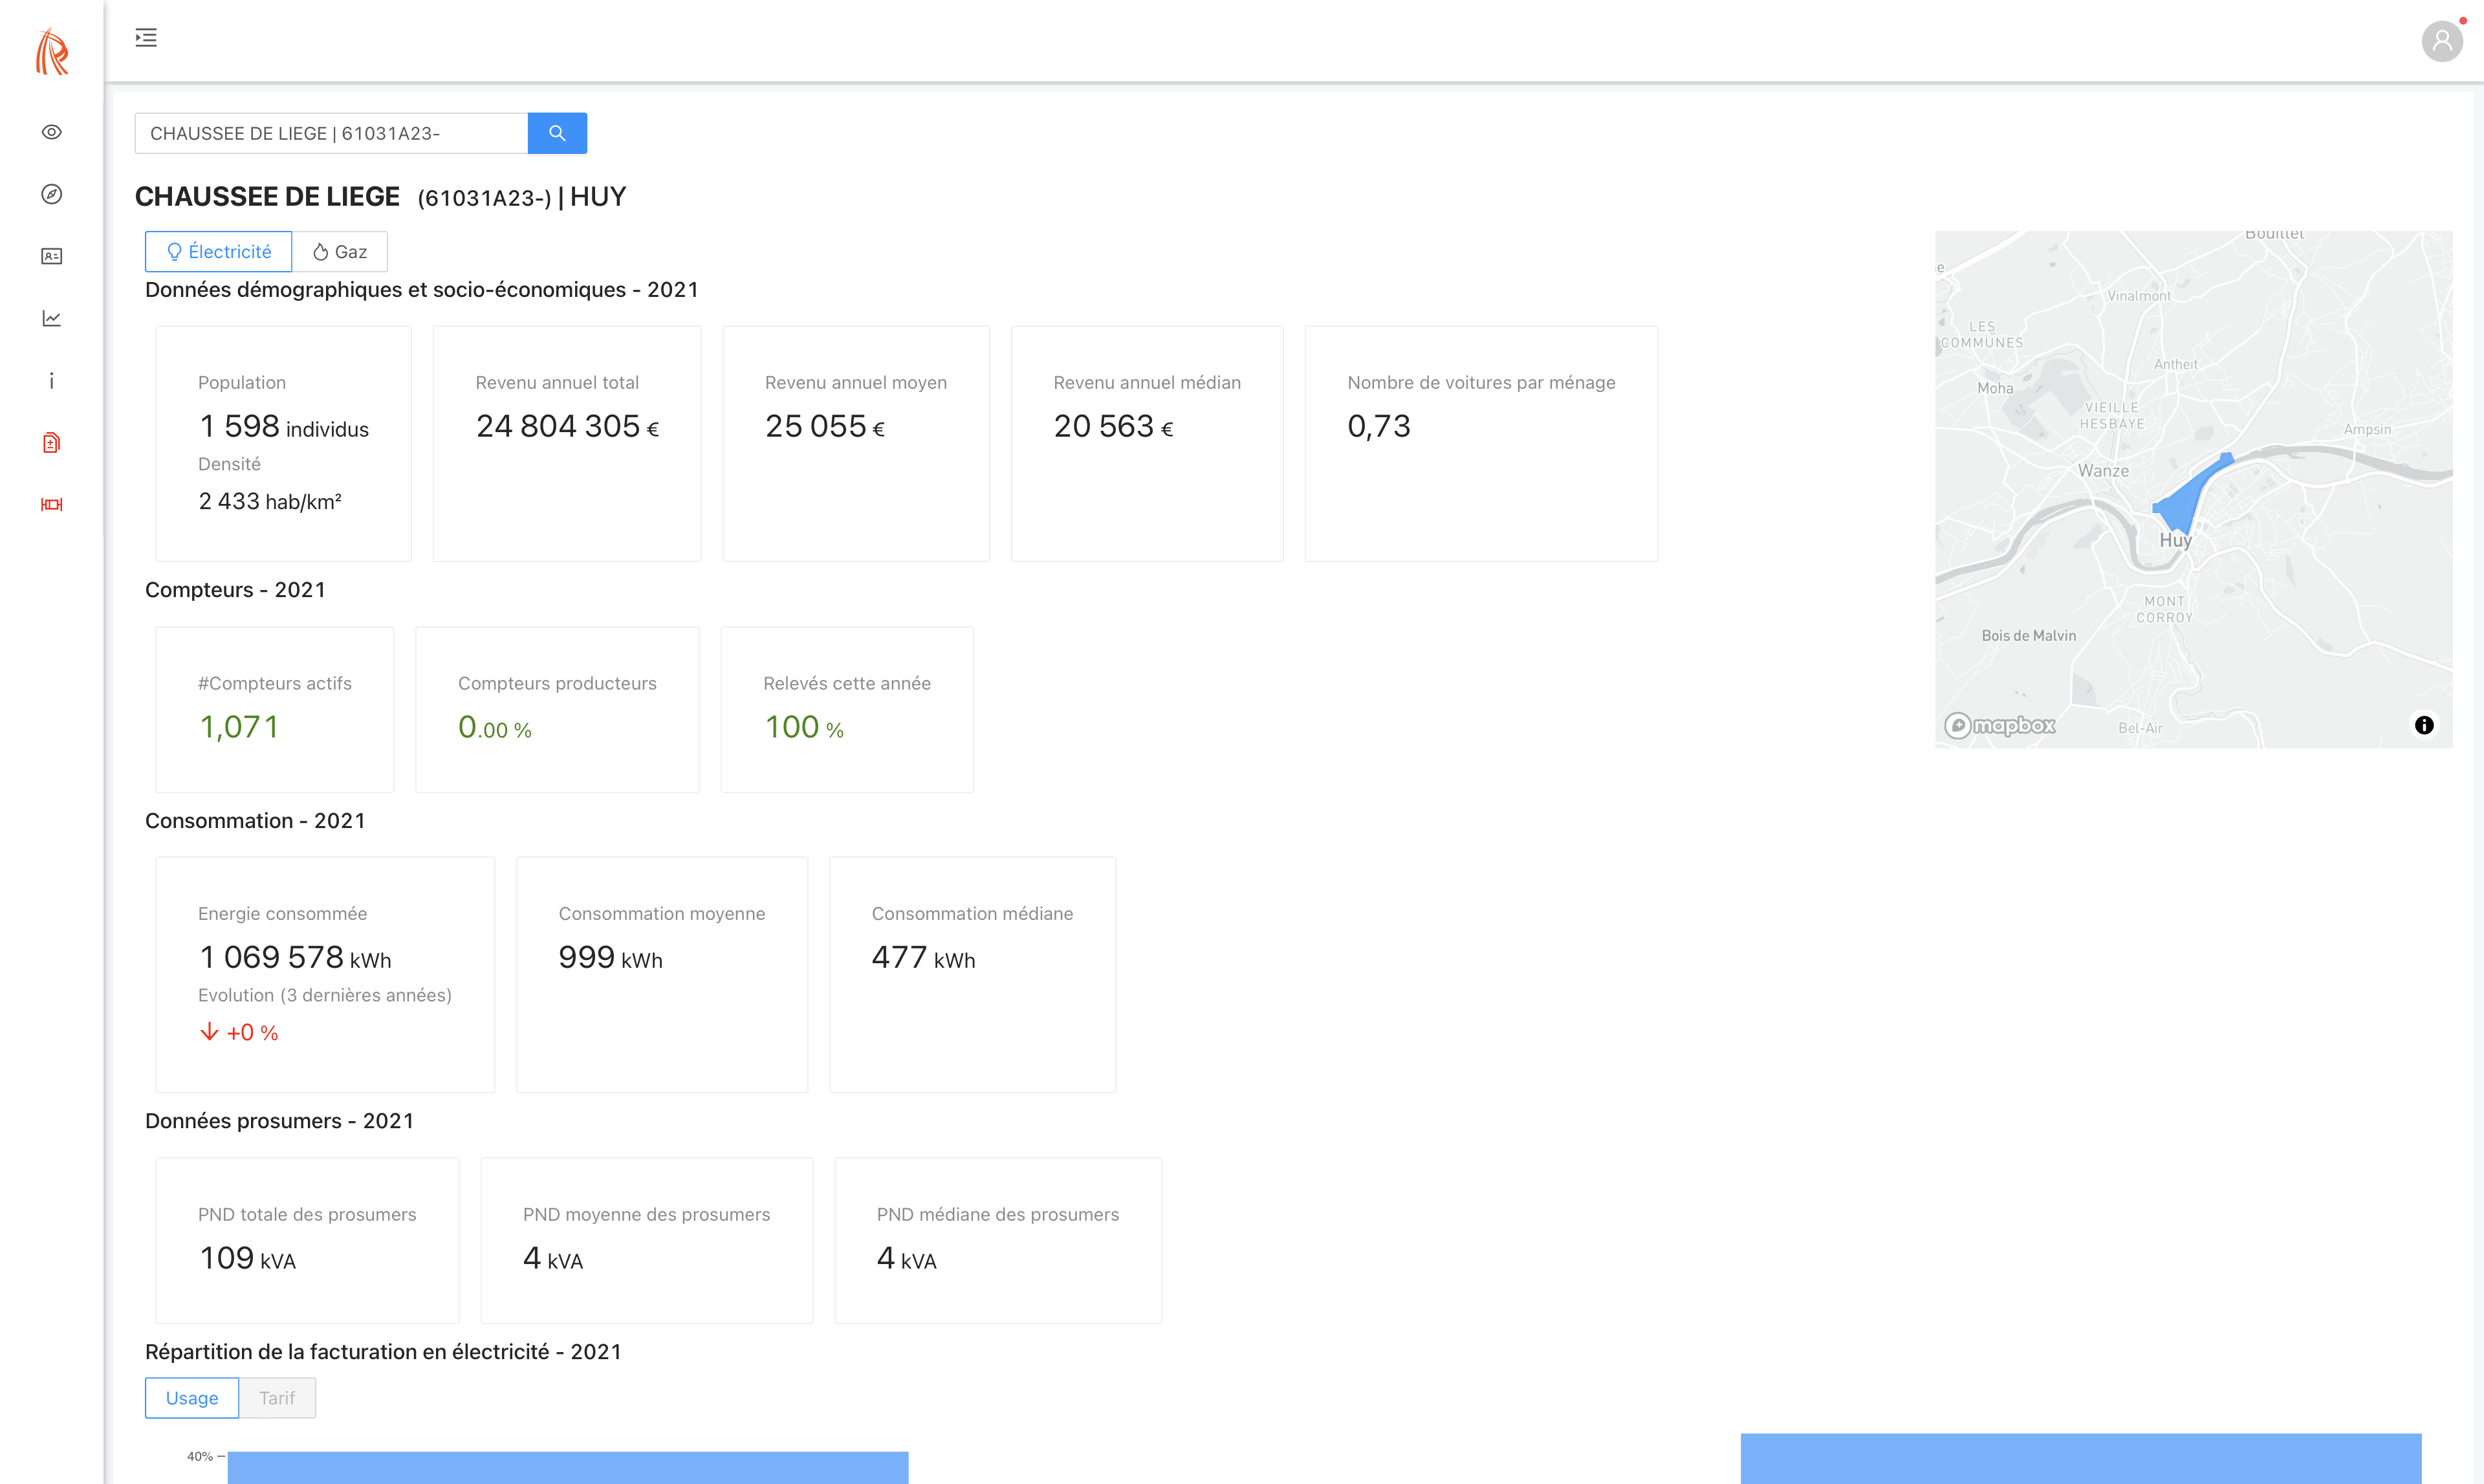 CHAUSSEE DE LIEGE | 61031A23-
CHAUSSEE DE LIEGE (61031A23-) | HUY
Électricité
Gaz
Données démographiques et socio-économiques - 2021
Population
1 598 individus
Densité
2 433 hab/km²
Revenu annuel total
24 804 305 €
Revenu annuel moyen
25 055 €
Revenu annuel médian
20 563 €
Nombre de voitures par ménage
0,73
Bouillet
e
Vinalmont
LES
COMMUNES
Antheit
Moha
VIEILLE
HESBAYE
Ampsin
Wanze
Huy
MONT
CORROY
Bois de Malvin
Bel-Air
mapbox
Compteurs - 2021
#Compteurs actifs
1,071
Compteurs producteurs
0.00 %
Relevés cette année
100 %
Consommation - 2021
Energie consommée
1 069 578 kWh
Evolution (3 dernières années)
+0 %
Consommation moyenne
999 kWh
Consommation médiane
477 kWh
Données prosumers - 2021
PND totale des prosumers
109 kVA
PND moyenne des prosumers
4 kVA
PND médiane des prosumers
4 kVA
Répartition de la facturation en électricité - 2021
Usage
Tarif
40%